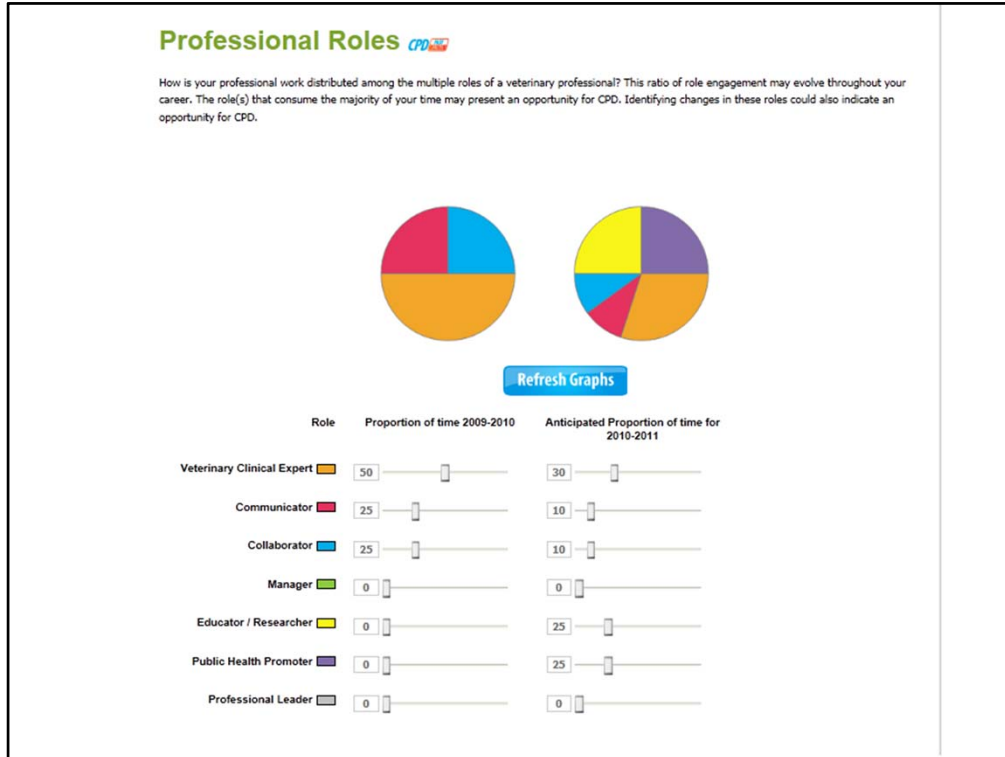 Professional Roles CPD
How is your professional work distributed among the multiple roles of a veterinary professional? This ratio of role engagement may evolve throughout your
career. The role(s) that consume the majority of your time may present an opportunity for CPD. Identifying changes in these roles could also indicate an
opportunity for CPD.
Refresh Graphs
Role Proportion of time 2009-2010 Anticipated Proportion of time for
2010-2011
Veterinary Clinical Expert 50 30
Communicator 25 10
Collaborator 25 10
Manager 0 0
Educator / Researcher 0 25
Public Health Promoter 0 25
Professional Leader 0 0